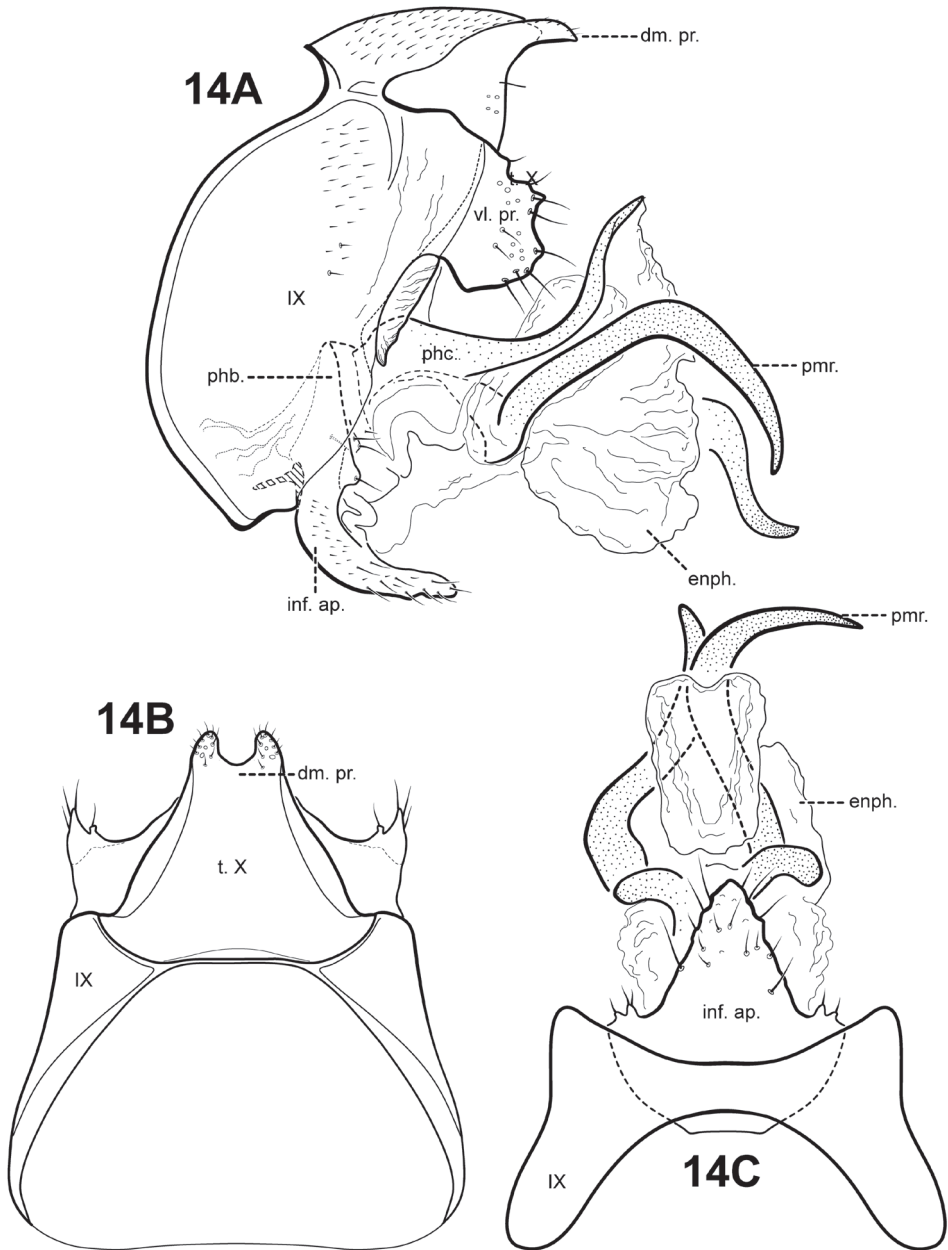 dm. pr.
14A
t. X
vl. pr.
IX
phc.
phb.
pmr.
enph.
inf. ap.
pmr.
14B
dm. pr.
enph.
t. X
IX
inf. ap.
14C
IX